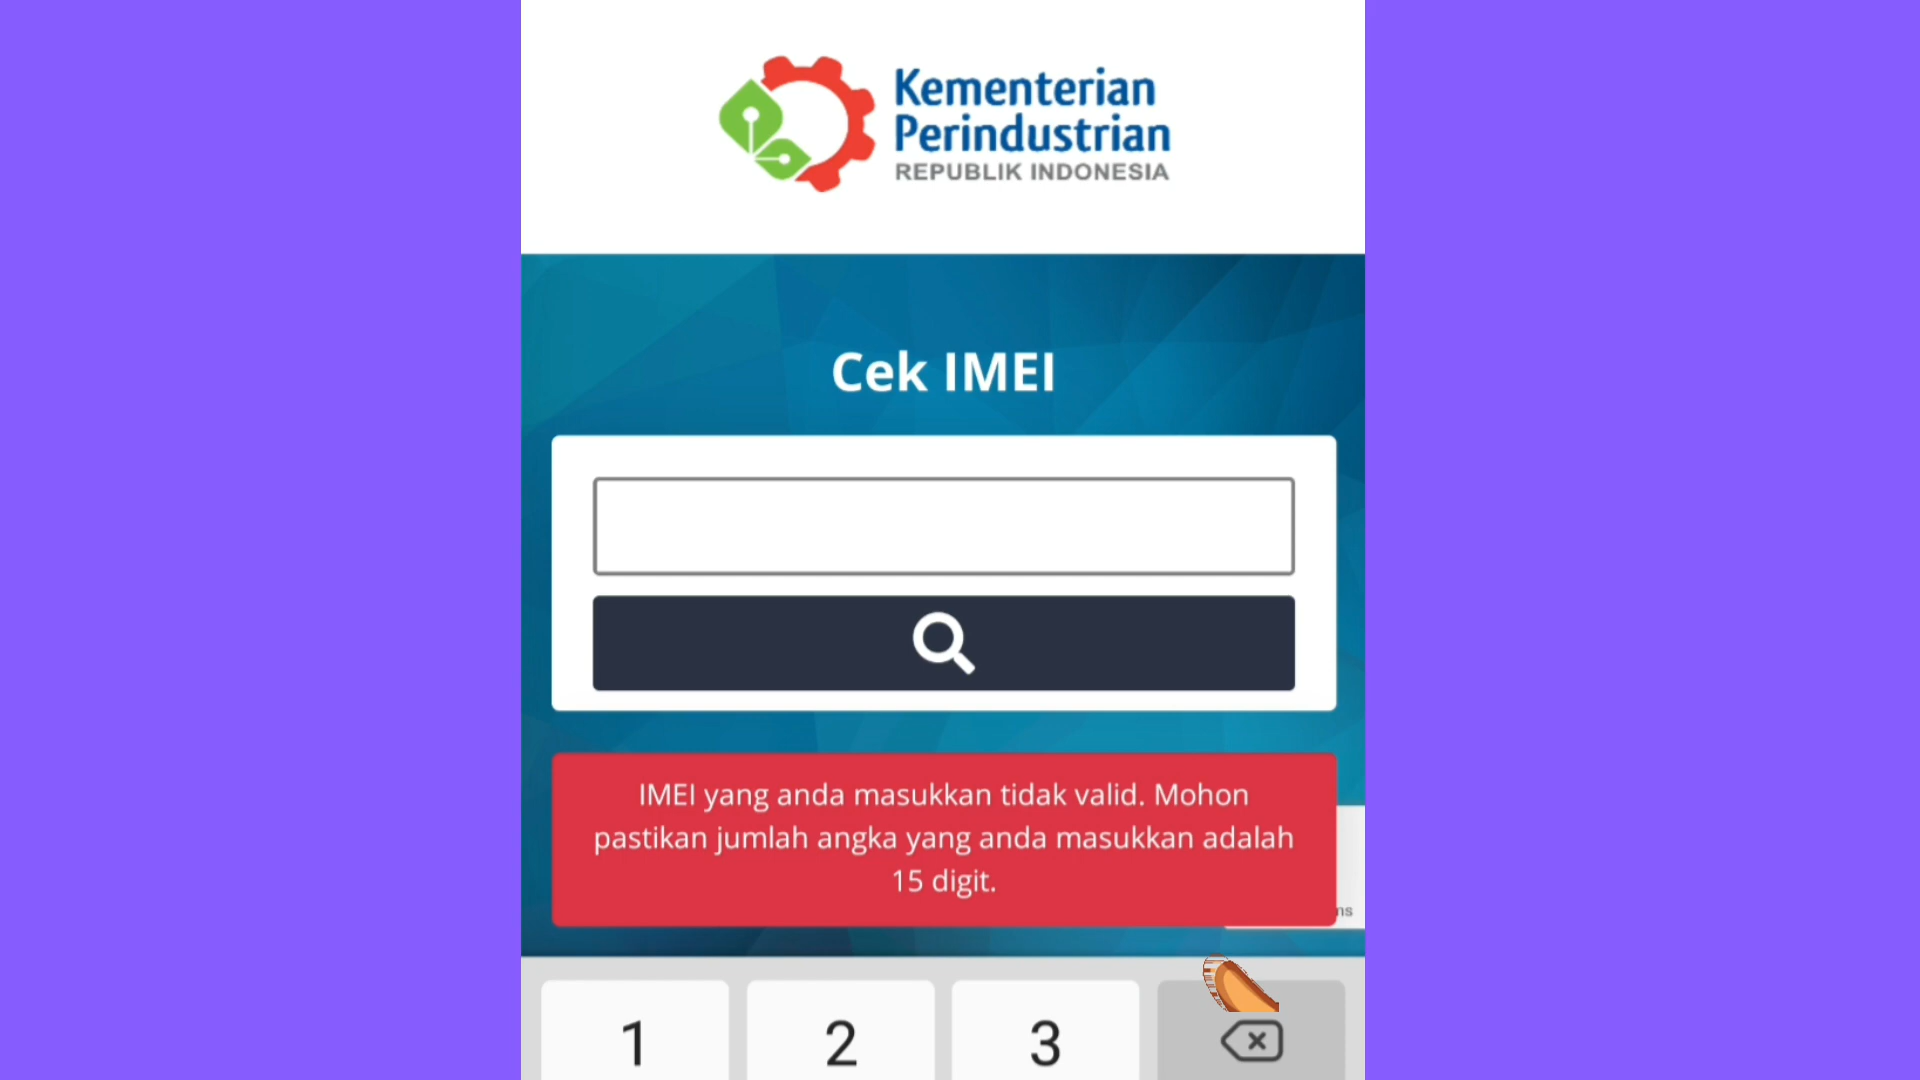 Kementerian
Perindustrian
REPUBLIK INDONESIA
Cek IMEI
IMEI yang anda masukkan tidak valid. Mohon
pastikan jumlah angka yang anda masukkan adalah
15 digit.
1 2 3